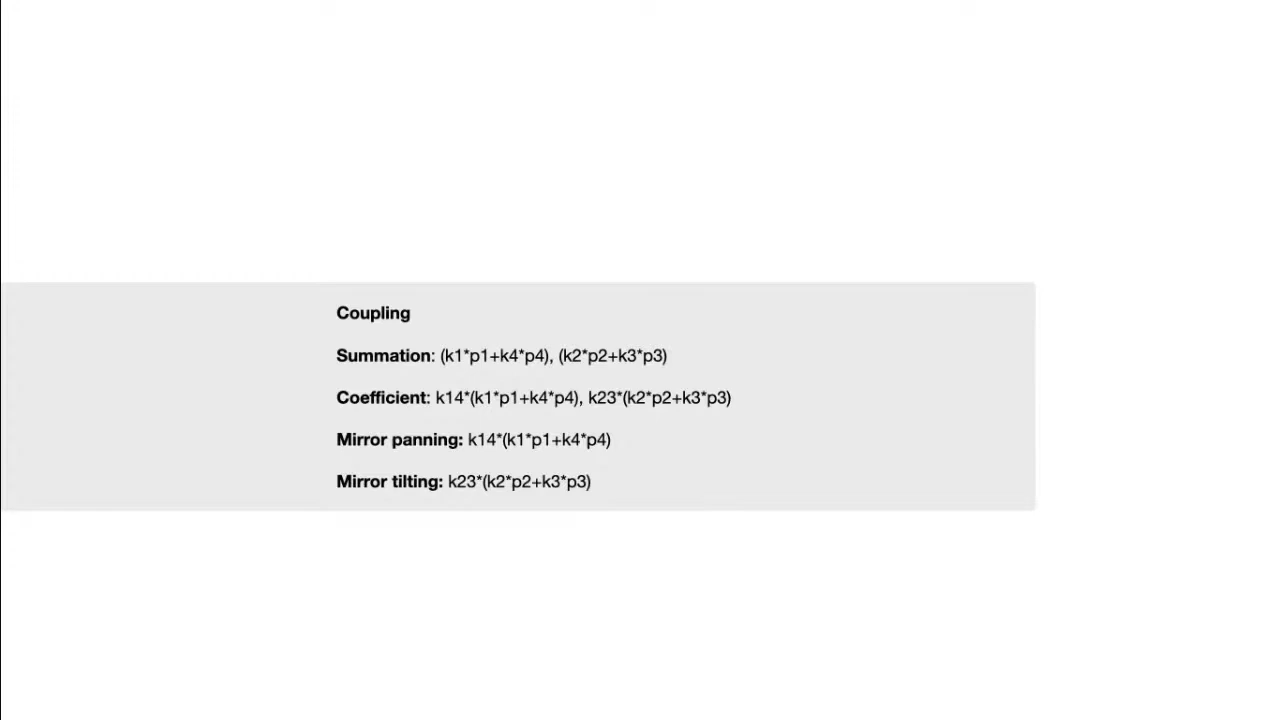 Coupling
Summation: (k1*p1+k4*p4), (k2*p2+k3*p3)
Coefficient: k14*(k1*p1+k4*p4), k23*(k2*p2+k3*p3)
Mirror panning: k14*(k1*p1+k4*p4)
Mirror tilting: k23*(k2*p2+k3*p3)